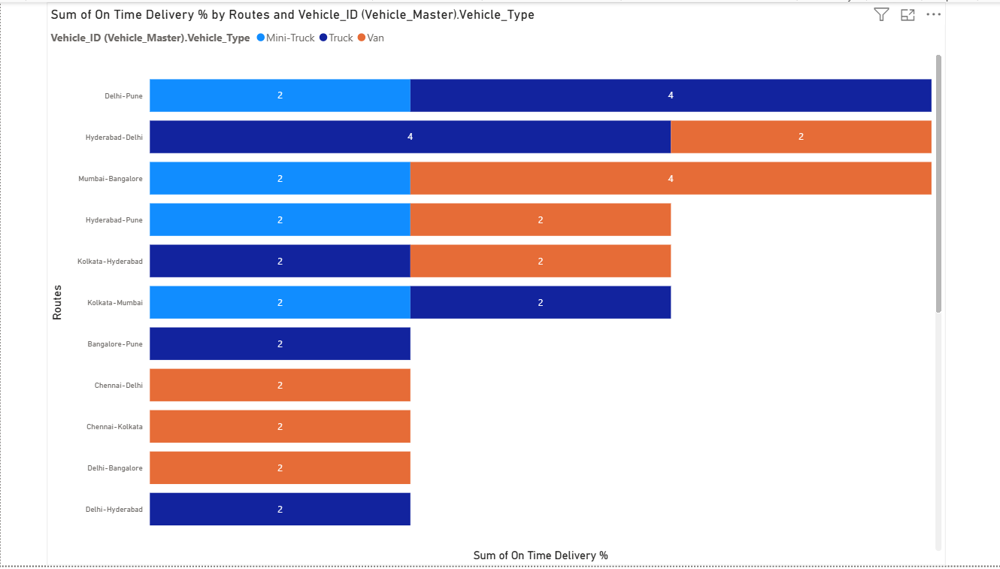 Sum of On Time Delivery % by Routes and Vehicle_ID (Vehicle_Master).Vehicle_Type
Vehicle_ID (Vehicle_Master).Vehicle_Type Mini-Truck Truck Van
Delhi-Pune 2 4
Hyderabad-Delhi 4 2
Mumbai-Bangalore 2 4
Hyderabad-Pune 2 2
Kolkata-Hyderabad 2 2
Routes
Kolkata-Mumbai 2 2
Bangalore-Pune 2
Chennai-Delhi 2
Chennai-Kolkata 2
Delhi-Bangalore 2
Delhi-Hyderabad 2
Sum of On Time Delivery %